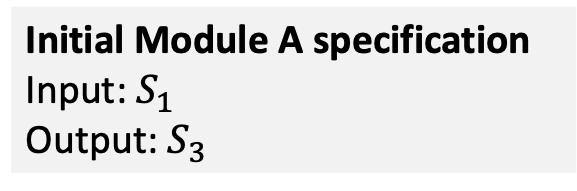 Initial Module A specification
Input: S₁
Output: S₃